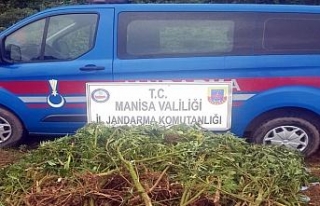 T.C.
MANİSA VALİLİĞİ
İL JANDARMA KOMUTANLIĞI